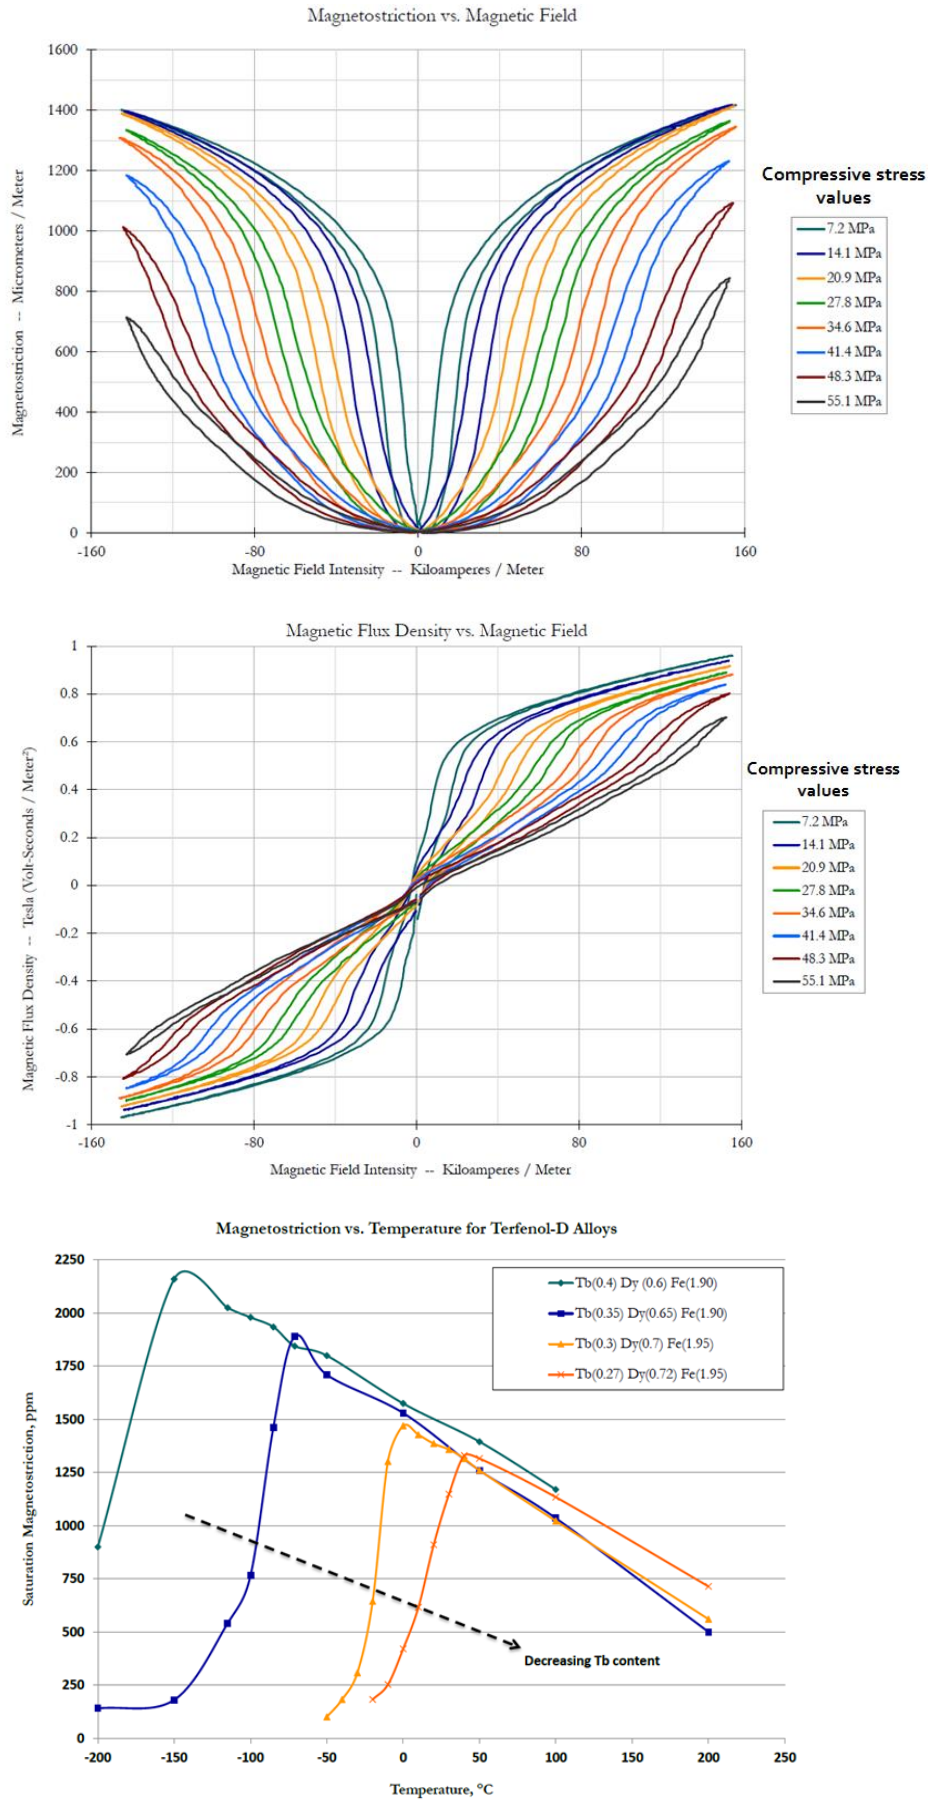 Magnetostriction vs. Magnetic Field
1600
1400
1200
1000
800
600
400
200
0
-160
-80
0
80
160
Magnetostriction -- Micrometers / Meter
Magnetic Field Intensity -- Kiloamperes / Meter
Compressive stress
values
7.2 MPa
14.1 MPa
20.9 MPa
27.8 MPa
34.6 MPa
41.4 MPa
48.3 MPa
55.1 MPa
Magnetic Flux Density vs. Magnetic Field
1
0.8
0.6
0.4
0.2
0
-0.2
-0.4
-0.6
-0.8
-1
-160
-80
0
80
160
Magnetic Flux Density -- Tesla (Volt-Seconds / Meter²)
Magnetic Field Intensity -- Kiloamperes / Meter
Compressive stress
values
7.2 MPa
14.1 MPa
20.9 MPa
27.8 MPa
34.6 MPa
41.4 MPa
48.3 MPa
55.1 MPa
Magnetostriction vs. Temperature for Terfenol-D Alloys
2250
2000
1750
1500
1250
1000
750
500
250
0
-200
-150
-100
-50
0
50
100
150
200
250
Saturation Magnetostriction, ppm
Temperature, °C
Tb(0.4) Dy (0.6) Fe(1.90)
Tb(0.35) Dy(0.65) Fe(1.90)
Tb(0.3) Dy(0.7) Fe(1.95)
Tb(0.27) Dy(0.72) Fe(1.95)
Decreasing Tb content